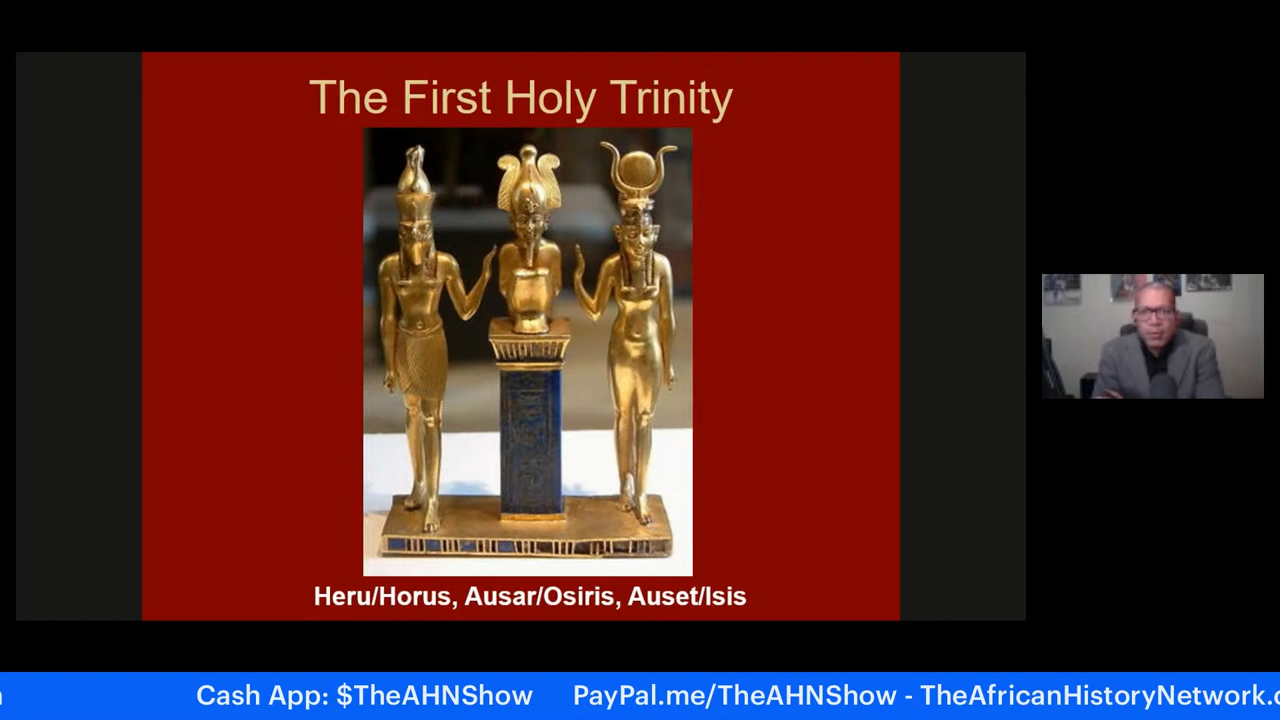 The First Holy Trinity
Heru/Horus, Ausar/Osiris, Auset/Isis
Cash App: $TheAHNShow PayPal.me/TheAHNShow - TheAfricanHistoryNetwork.c